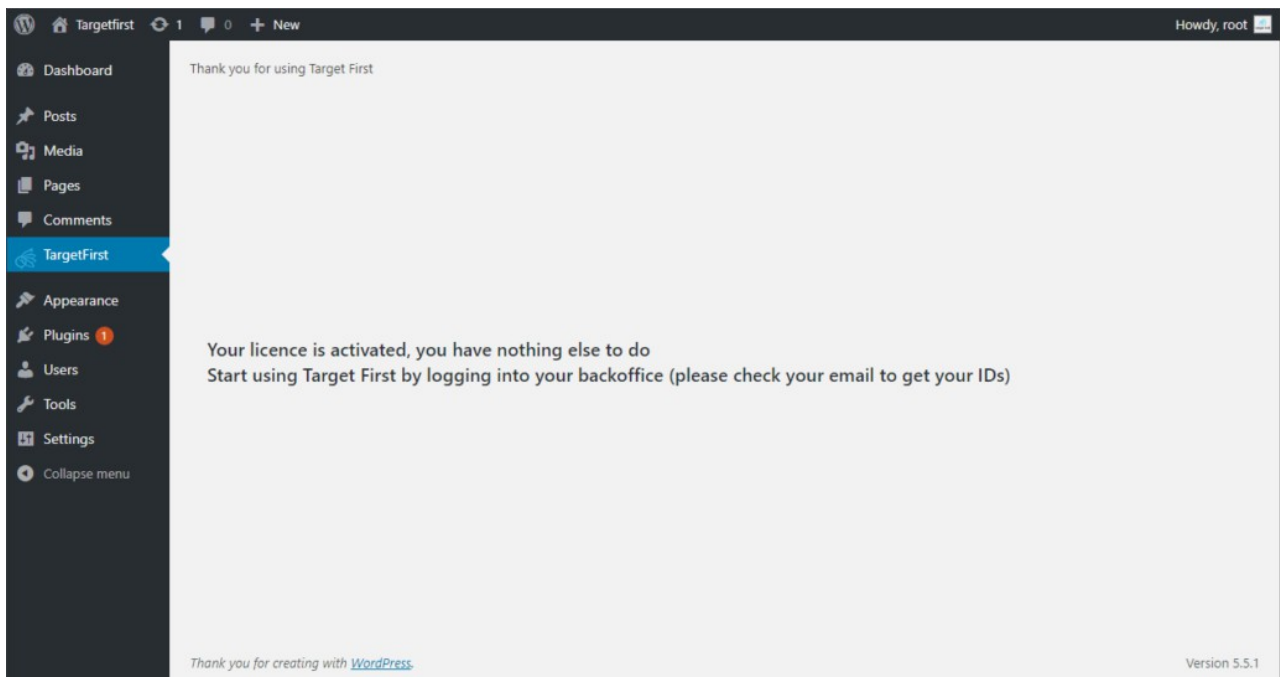 Targetfirst 1 0 New Howdy, root
Dashboard
Thank you for using Target First
Posts
Media
Pages
Comments
TargetFirst
Appearance
Plugins 1
Users
Tools
Settings
Collapse menu
Your licence is activated, you have nothing else to do
Start using Target First by logging into your backoffice (please check your email to get your IDs)
Thank you for creating with WordPress.
Version 5.5.1